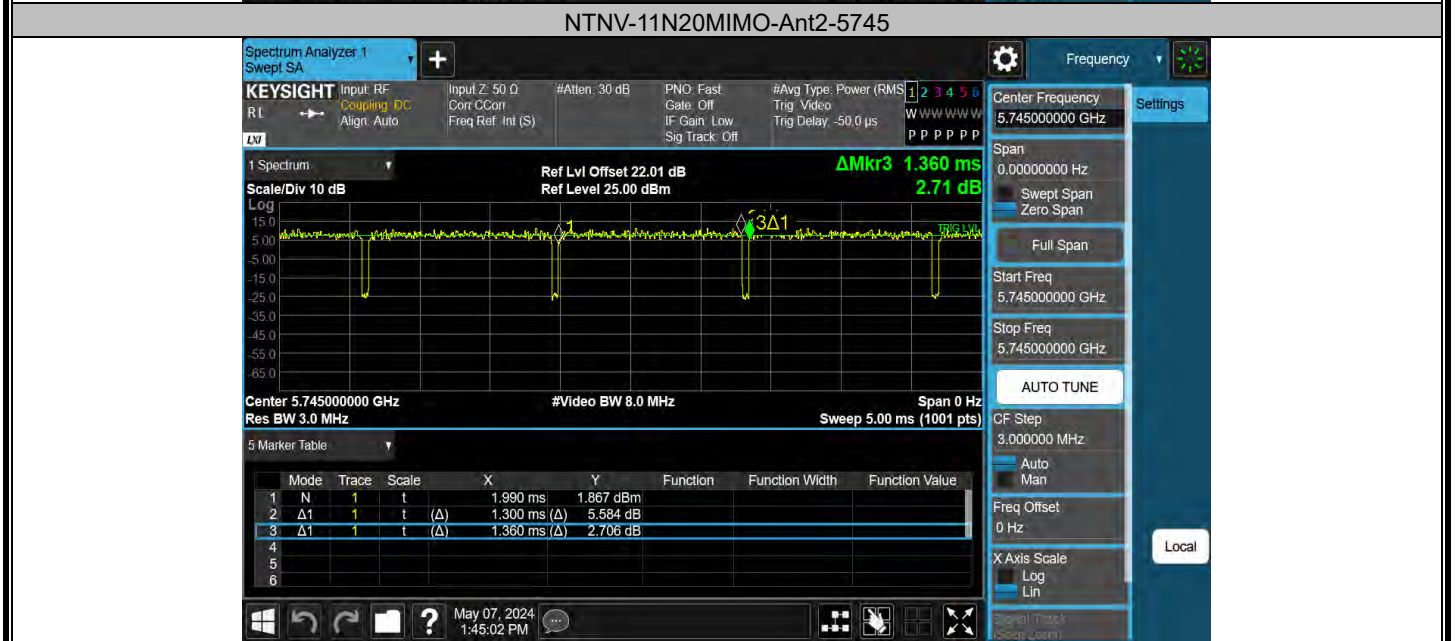 NTNV-11N20MIMO-Ant2-5745
Spectrum Analyzer 1
Swept SA
+
Frequency
KEYSIGHT
RL
LXI
Input: RF
Coupling: DC
Align: Auto
Input Z: 50 Ω
Corr CCorr
Freq Ref: Int (S)
#Atten: 30 dB
PNO: Fast
Gate: Off
IF Gain: Low
Sig Track: Off
#Avg Type: Power (RMS
Trig: Video
Trig Delay: -50.0 µs
1 2 3 4 5 6
W W W W W W
P P P P P P
Center Frequency
5.745000000 GHz
Settings
Span
0.00000000 Hz
Swept Span
Zero Span
Full Span
Start Freq
5.745000000 GHz
Stop Freq
5.745000000 GHz
AUTO TUNE
CF Step
3.000000 MHz
Auto
Man
Freq Offset
0 Hz
X Axis Scale
Log
Lin
Signal Track
(Span Zoom)
Local
1 Spectrum
Scale/Div 10 dB
Log
Ref Lvl Offset 22.01 dB
Ref Level 25.00 dBm
ΔMkr3 1.360 ms
2.71 dB
15.0
5.00
-5.00
-15.0
-25.0
-35.0
-45.0
-55.0
-65.0
1
3Δ1
TRIG LVL
Center 5.745000000 GHz
Res BW 3.0 MHz
#Video BW 8.0 MHz
Span 0 Hz
Sweep 5.00 ms (1001 pts)
5 Marker Table
Mode Trace Scale X Y Function Function Width Function Value
1 N 1 t 1.990 ms 1.867 dBm
2 Δ1 1 t (Δ) 1.300 ms (Δ) 5.584 dB
3 Δ1 1 t (Δ) 1.360 ms (Δ) 2.706 dB
4
5
6
?
May 07, 2024
1:45:02 PM